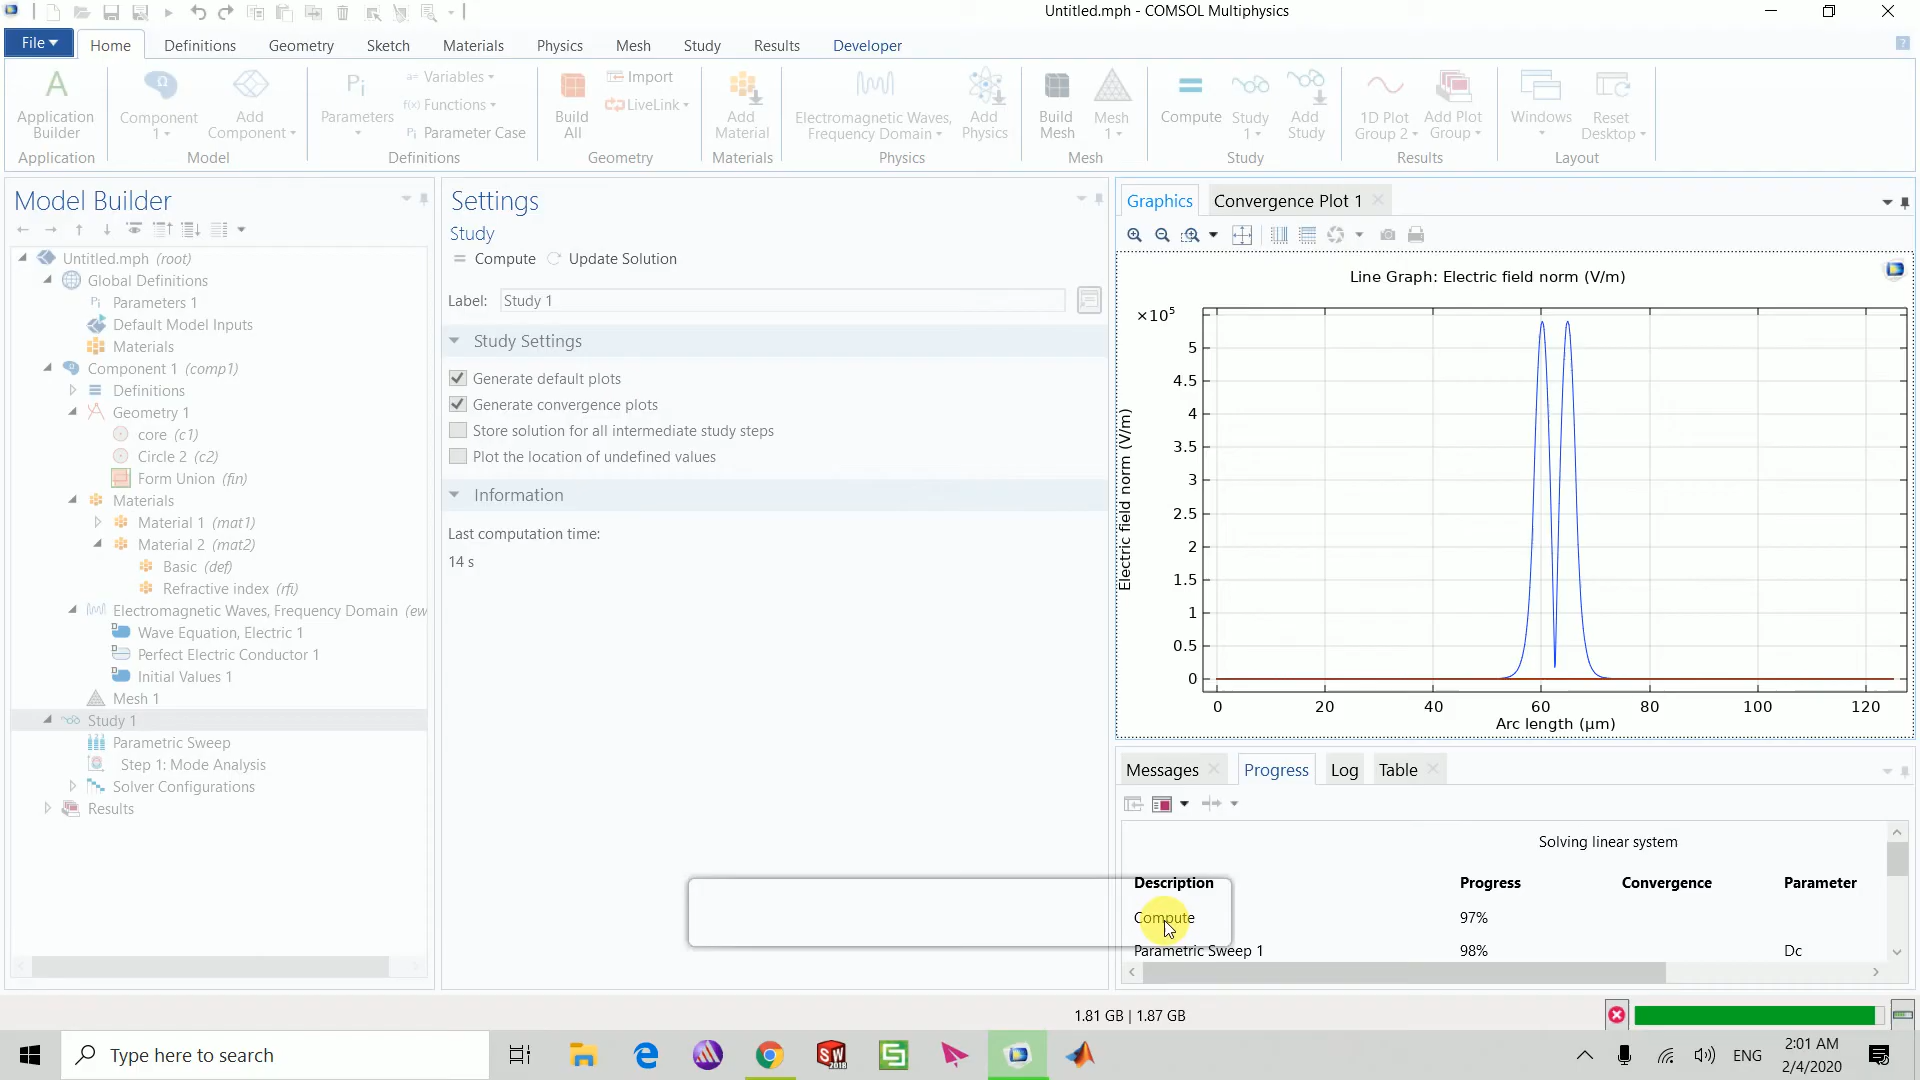 Untitled.mph - COMSOL Multiphysics
File Home Definitions Geometry Sketch Materials Physics Mesh Study Results Developer
Application Builder
Component 1
Add Component
Parameters
a= Variables
f(x) Functions
Pi Parameter Case
Build All
Import
LiveLink
Add Material
Electromagnetic Waves, Frequency Domain
Add Physics
Build Mesh
Mesh 1
Compute
Study 1
Add Study
1D Plot Group 2
Add Plot Group
Windows
Reset Desktop
Application Model Definitions Geometry Materials Physics Mesh Study Results Layout
Model Builder
Untitled.mph (root)
Global Definitions
Pi Parameters 1
Default Model Inputs
Materials
Component 1 (comp1)
Definitions
Geometry 1
core (c1)
Circle 2 (c2)
Form Union (fin)
Materials
Material 1 (mat1)
Material 2 (mat2)
Basic (def)
Refractive index (rfi)
Electromagnetic Waves, Frequency Domain (ew
Wave Equation, Electric 1
Perfect Electric Conductor 1
Initial Values 1
Mesh 1
Study 1
Parametric Sweep
Step 1: Mode Analysis
Solver Configurations
Results
Settings
Study
= Compute Update Solution
Label: Study 1
Study Settings
Generate default plots
Generate convergence plots
Store solution for all intermediate study steps
Plot the location of undefined values
Information
Last computation time:
14 s
Graphics Convergence Plot 1
Line Graph: Electric field norm (V/m)
×10⁵
5
4.5
4
3.5
3
2.5
2
1.5
1
0.5
0
Electric field norm (V/m)
0 20 40 60 80 100 120
Arc length (µm)
Messages Progress Log Table
Solving linear system
Description Progress Convergence Parameter
Compute 97%
Parametric Sweep 1 98% Dc
1.81 GB | 1.87 GB
Type here to search
SW 2018
ENG
2:01 AM
2/4/2020